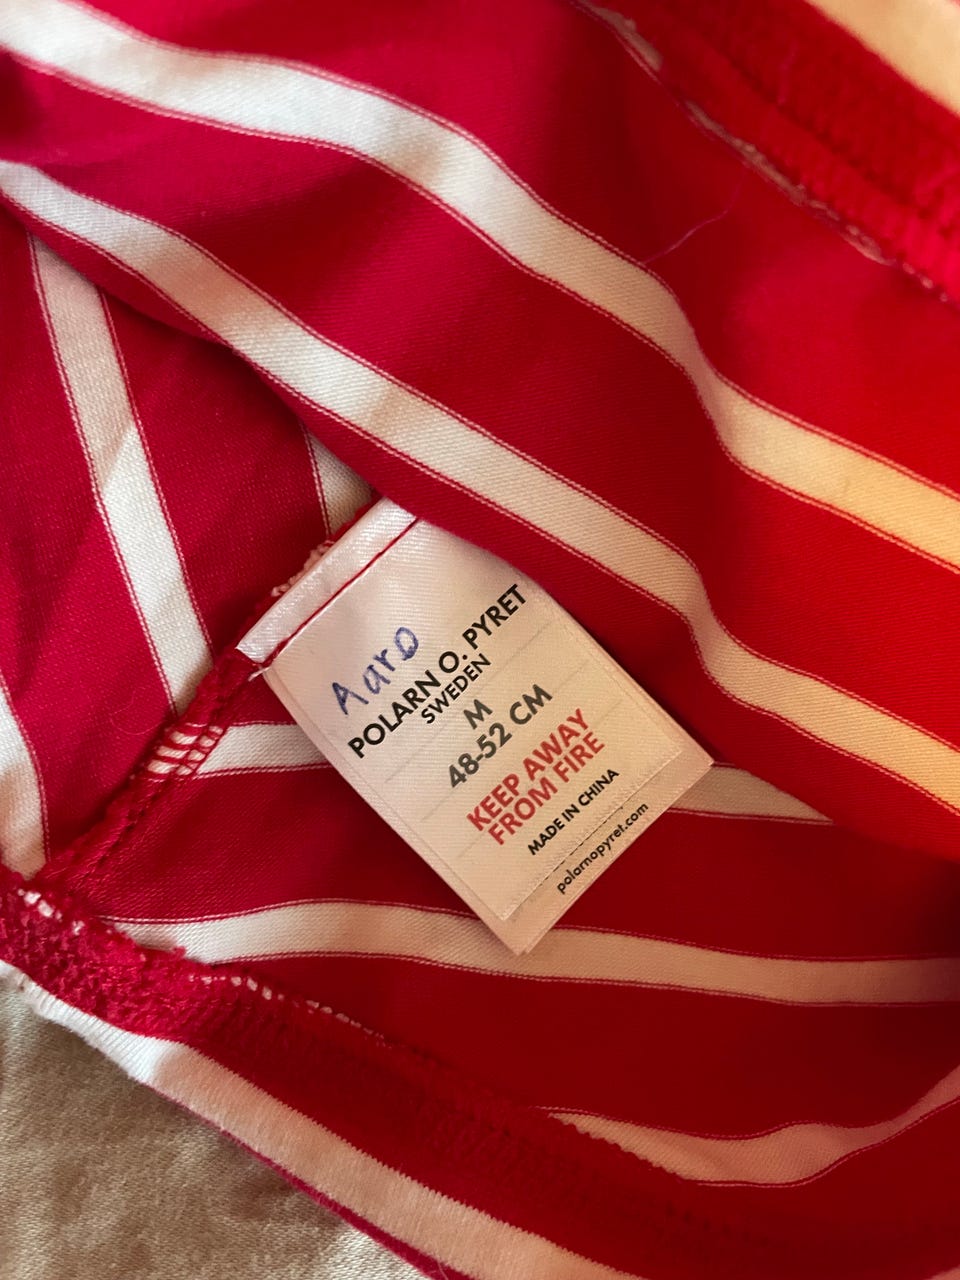 Aaro
POLARN O. PYRET
SWEDEN
M
48-52 CM
KEEP AWAY
FROM FIRE
MADE IN CHINA
polarnopyret.com